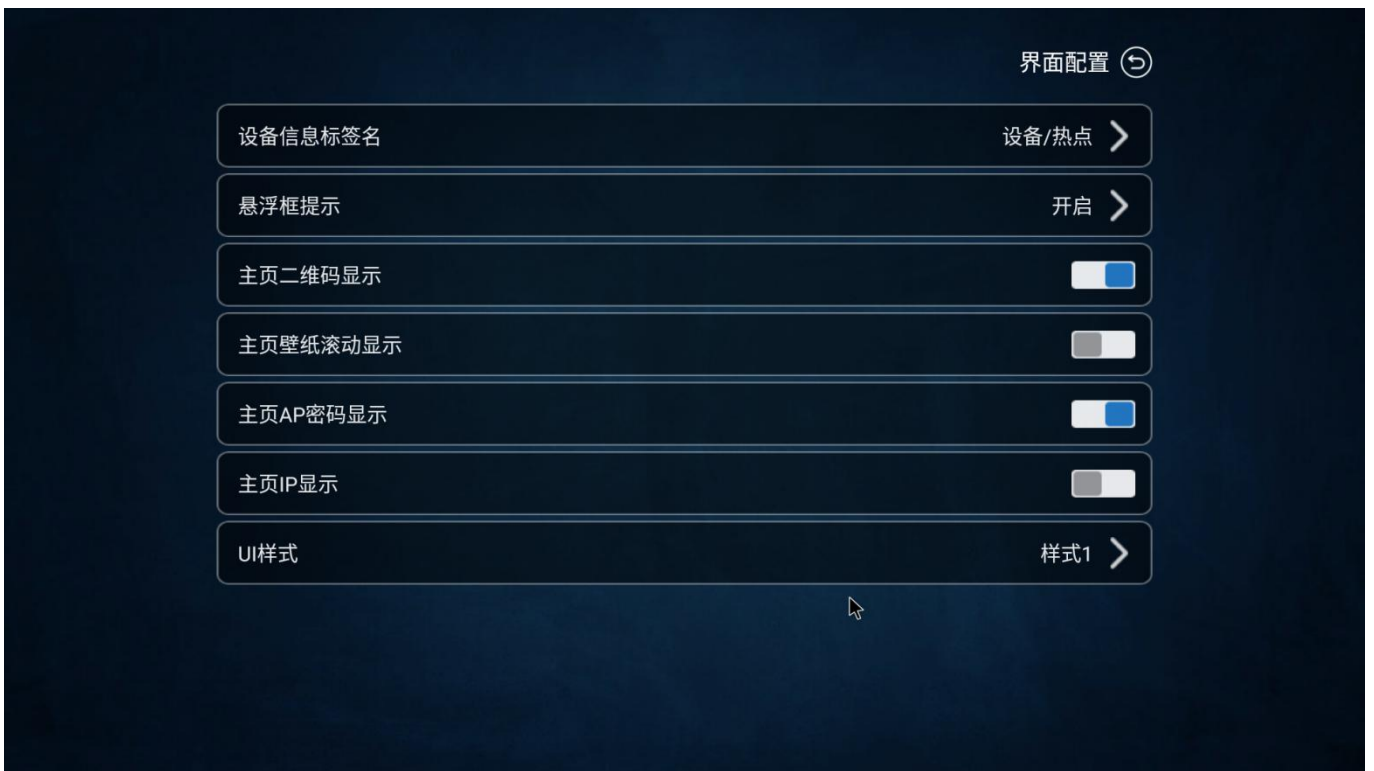 界面配置
设备信息标签名 设备/热点
悬浮框提示 开启
主页二维码显示
主页壁纸滚动显示
主页AP密码显示
主页IP显示
UI样式 样式1